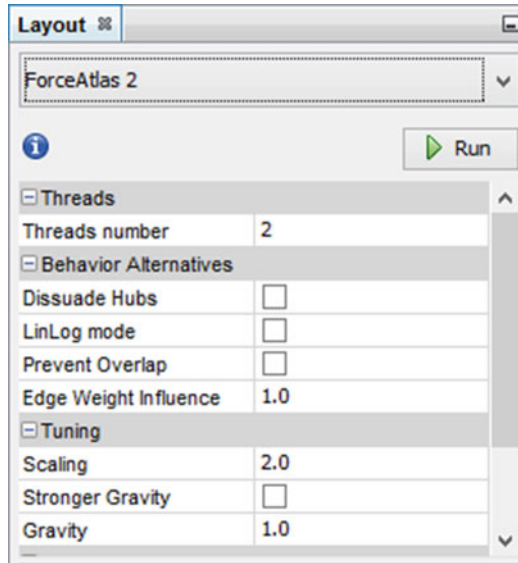 Layout
ForceAtlas 2
Run
Threads
Threads number 2
Behavior Alternatives
Dissuade Hubs
LinLog mode
Prevent Overlap
Edge Weight Influence 1.0
Tuning
Scaling 2.0
Stronger Gravity
Gravity 1.0